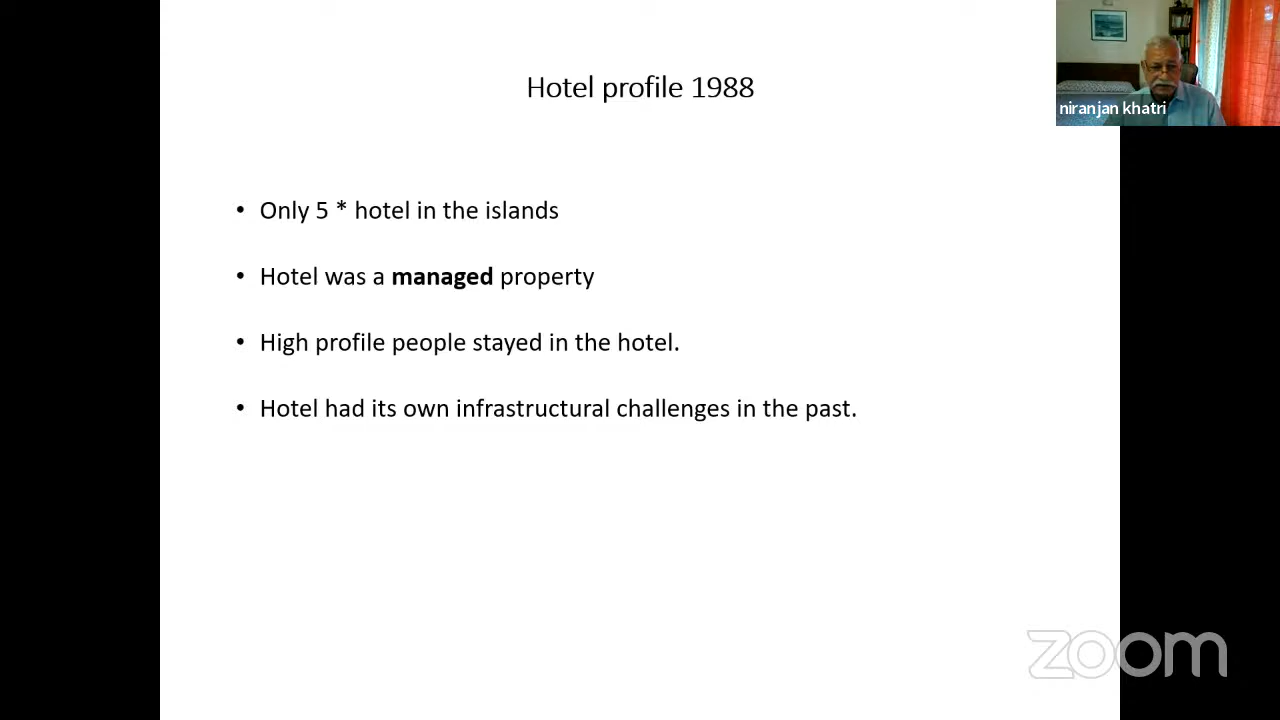 Hotel profile 1988
niranjan khatri
• Only 5 * hotel in the islands
• Hotel was a managed property
• High profile people stayed in the hotel.
• Hotel had its own infrastructural challenges in the past.
zoom